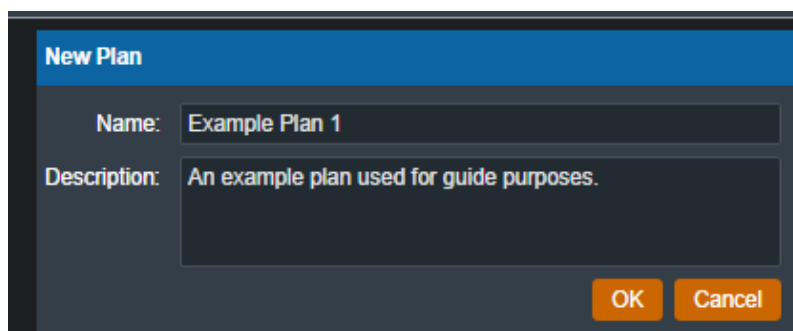 New Plan
Name: Example Plan 1
Description: An example plan used for guide purposes.
OK Cancel